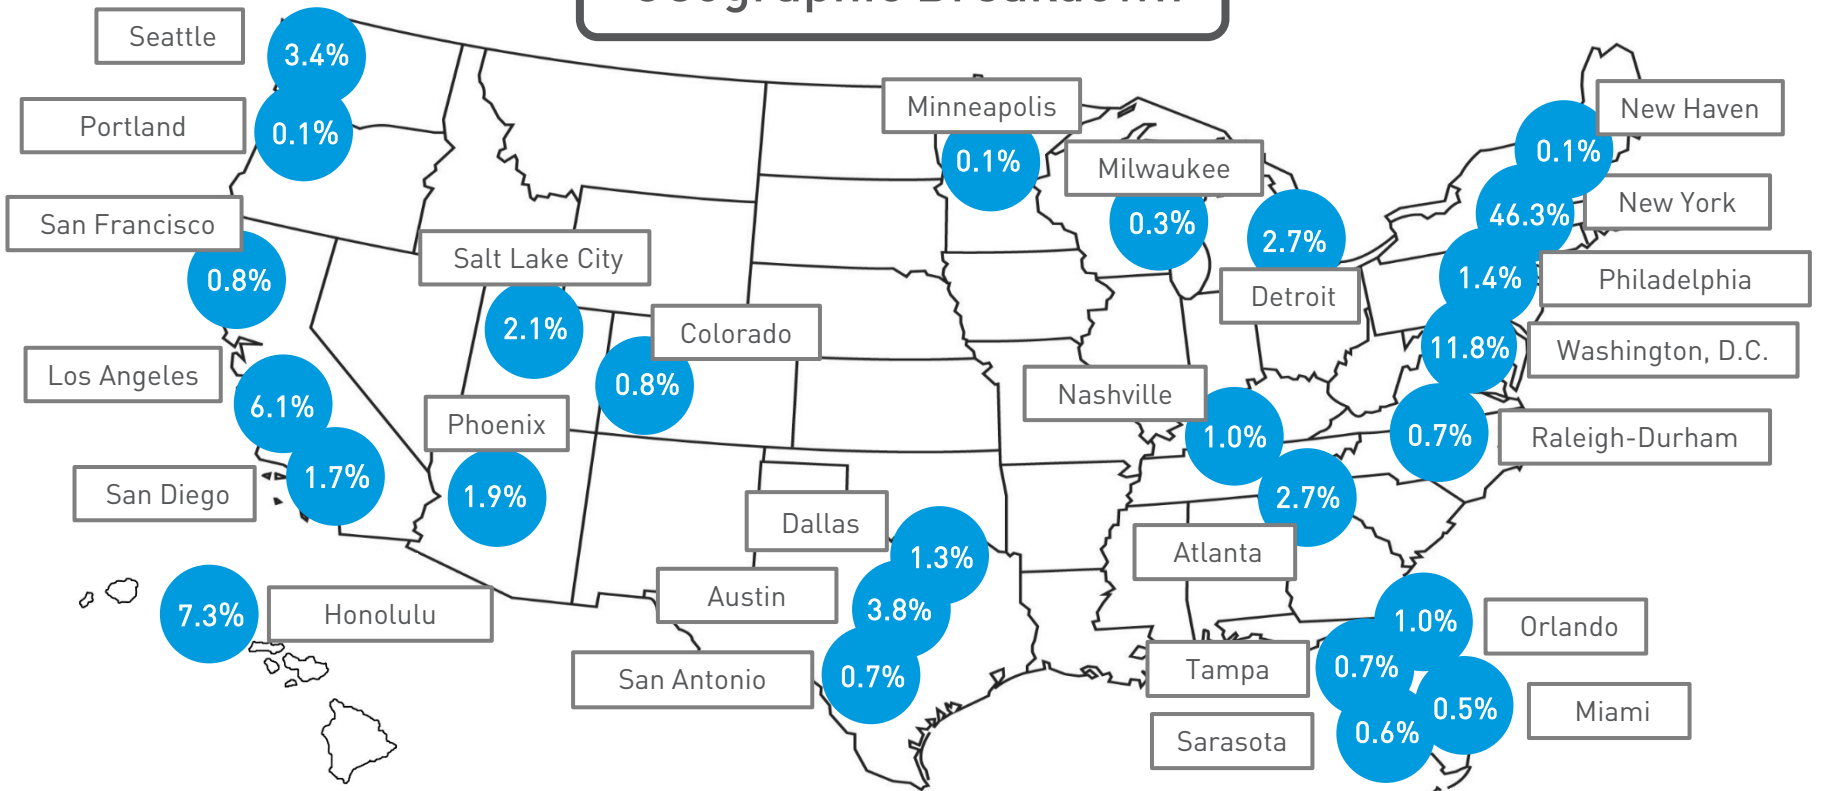 Geographic Breakdown
Seattle
3.4%
Portland
0.1%
San Francisco
0.8%
Los Angeles
6.1%
San Diego
1.7%
Honolulu
7.3%
Salt Lake City
2.1%
Colorado
0.8%
Phoenix
1.9%
Dallas
1.3%
Austin
3.8%
San Antonio
0.7%
Minneapolis
0.1%
Milwaukee
0.3%
2.7%
Detroit
Nashville
1.0%
2.7%
Atlanta
New Haven
0.1%
New York
46.3%
Philadelphia
1.4%
Washington, D.C.
11.8%
Raleigh-Durham
0.7%
Orlando
1.0%
Tampa
0.7%
Miami
0.5%
Sarasota
0.6%